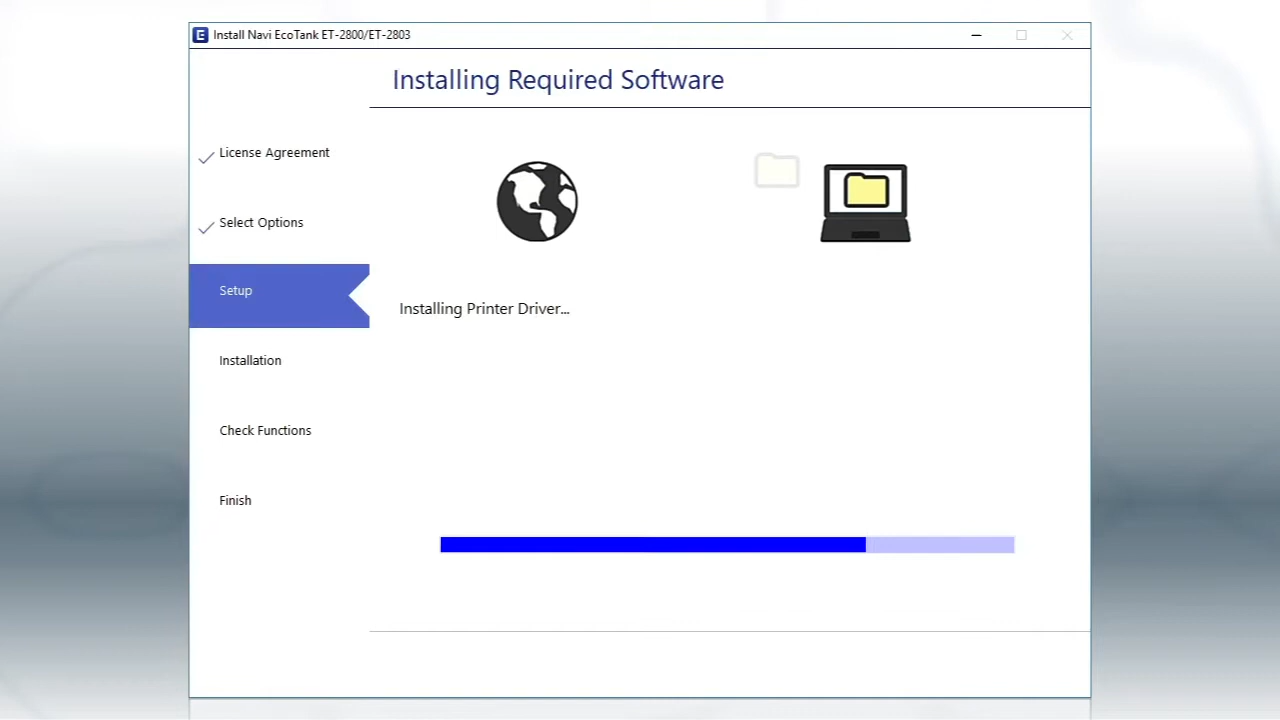 Install Navi EcoTank ET-2800/ET-2803
Installing Required Software
License Agreement
Select Options
Setup
Installing Printer Driver...
Installation
Check Functions
Finish